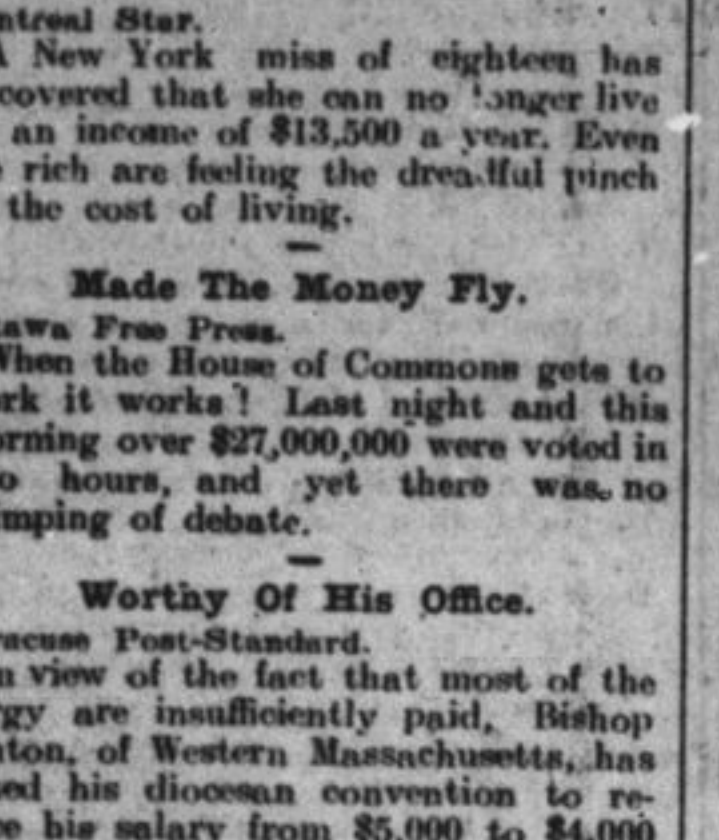 ntreal Star.
A New York miss of eighteen has
covered that she can no longer live
an income of $13,500 a year. Even
e rich are feeling the dreadful pinch
the cost of living.
Made The Money Fly.
tawa Free Press.
When the House of Commons gets to
rk it works! Last night and this
orning over $27,000,000 were voted in
o hours, and yet there was no
mping of debate.
Worthy Of His Office.
racuse Post-Standard.
n view of the fact that most of the
rgy are insufficiently paid, Bishop
nton, of Western Massachusetts, has
ed his diocesan convention to re-
ce his salary from $5,000 to $4,000